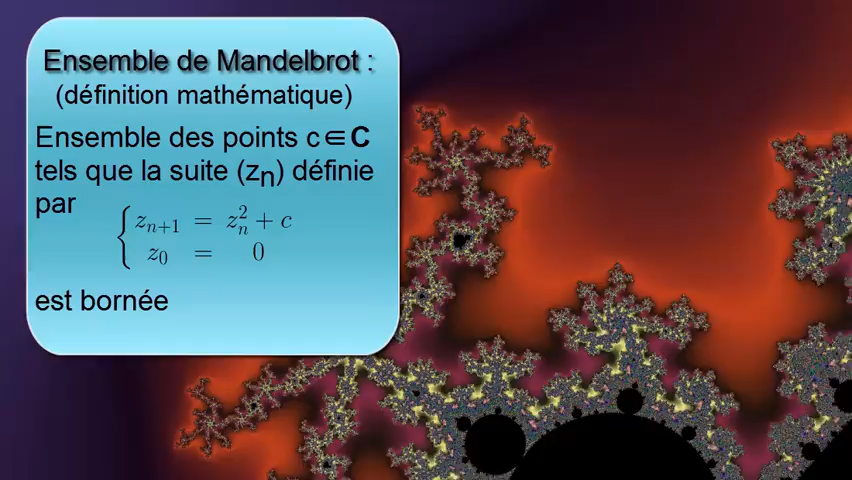 Ensemble de Mandelbrot :
(définition mathématique)
Ensemble des points c∈C
tels que la suite (zₙ) définie
par
zₙ₊₁ = zₙ² + c
z₀ = 0
est bornée